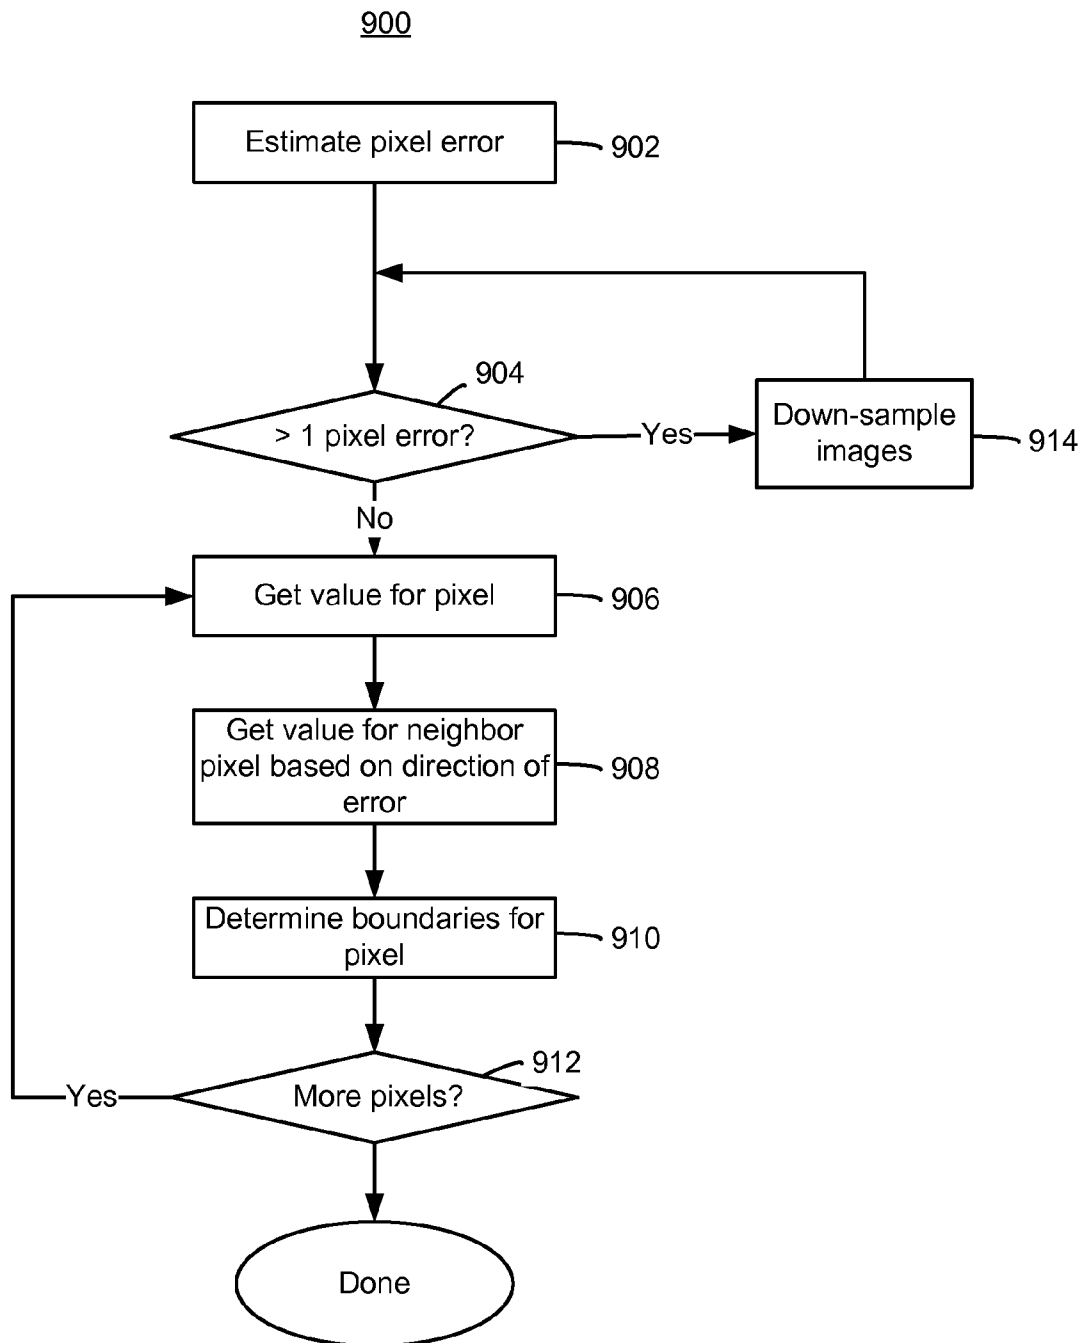 900
Estimate pixel error
902
904
> 1 pixel error?
Yes
Down-sample
images
914
No
Get value for pixel
906
Get value for neighbor
pixel based on direction of
error
908
Determine boundaries for
pixel
910
912
More pixels?
Yes
Done